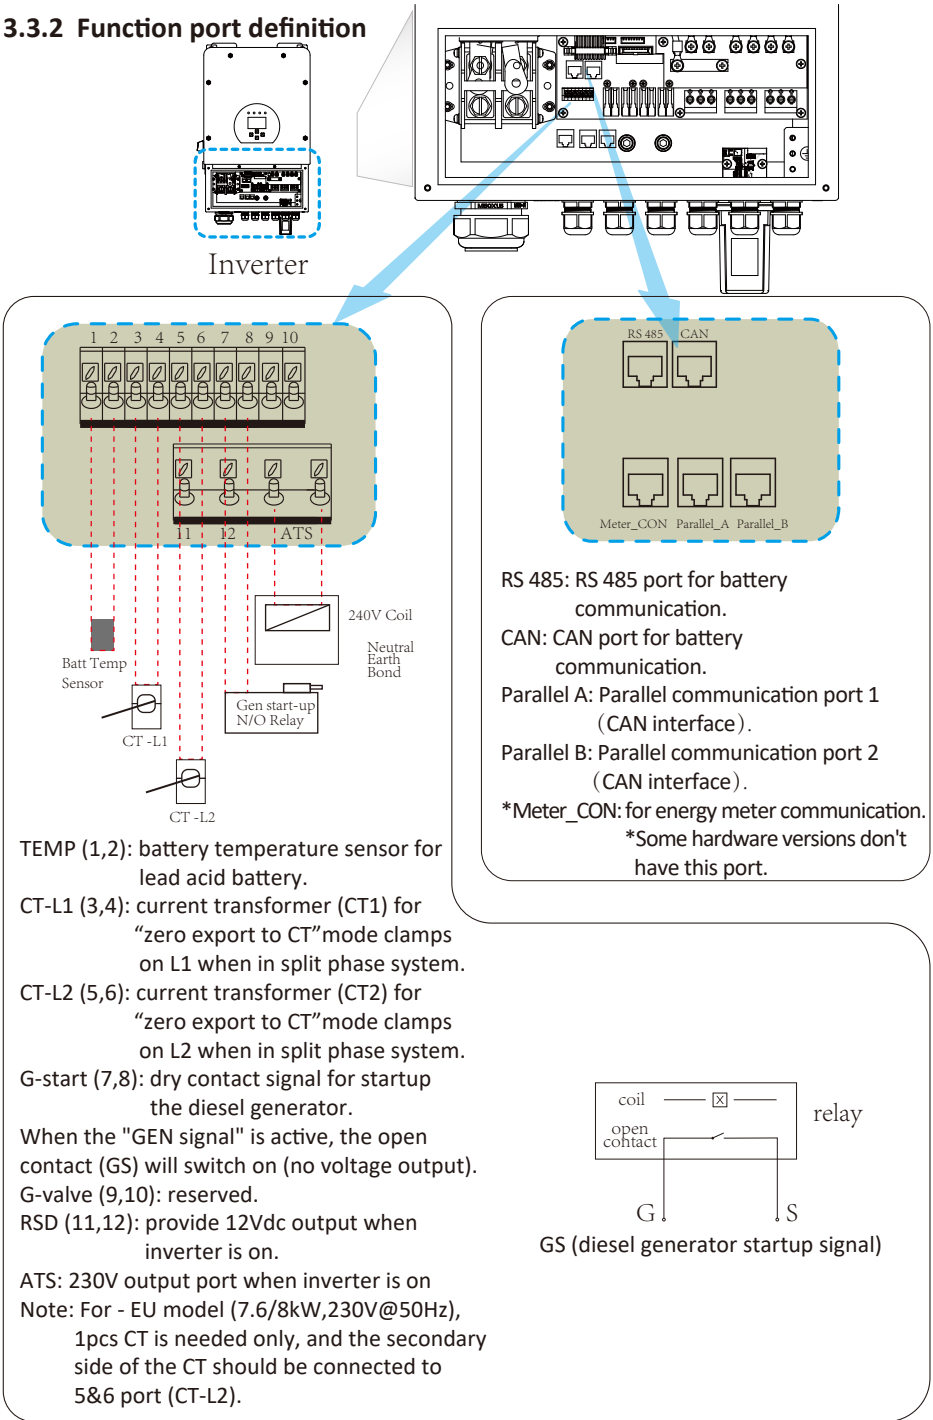 3.3.2 Function port definition
Inverter
1 2 3 4 5 6 7 8 9 10
11 12 ATS
240V Coil
Neutral
Earth
Bond
Batt Temp
Sensor
Gen start-up
N/O Relay
CT -L1
CT -L2
TEMP (1,2): battery temperature sensor for
lead acid battery.
CT-L1 (3,4): current transformer (CT1) for
“zero export to CT”mode clamps
on L1 when in split phase system.
CT-L2 (5,6): current transformer (CT2) for
“zero export to CT”mode clamps
on L2 when in split phase system.
G-start (7,8): dry contact signal for startup
the diesel generator.
When the "GEN signal" is active, the open
contact (GS) will switch on (no voltage output).
G-valve (9,10): reserved.
RSD (11,12): provide 12Vdc output when
inverter is on.
ATS: 230V output port when inverter is on
Note: For - EU model (7.6/8kW,230V@50Hz),
1pcs CT is needed only, and the secondary
side of the CT should be connected to
5&6 port (CT-L2).
RS 485 CAN
Meter_CON Parallel_A Parallel_B
RS 485: RS 485 port for battery
communication.
CAN: CAN port for battery
communication.
Parallel A: Parallel communication port 1
（CAN interface）.
Parallel B: Parallel communication port 2
（CAN interface）.
*Meter_CON: for energy meter communication.
*Some hardware versions don't
have this port.
coil
open
contact
relay
G S
GS (diesel generator startup signal)